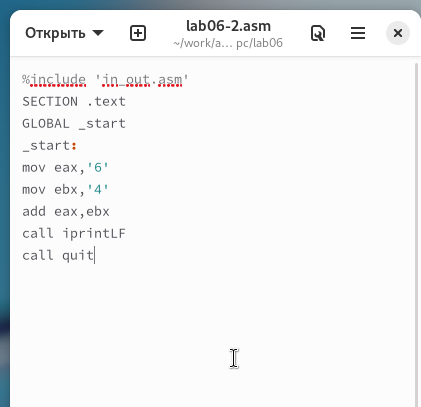 Открыть
lab06-2.asm
~/work/a... pc/lab06
%include 'in_out.asm'
SECTION .text
GLOBAL _start
_start:
mov eax,'6'
mov ebx,'4'
add eax,ebx
call iprintLF
call quit